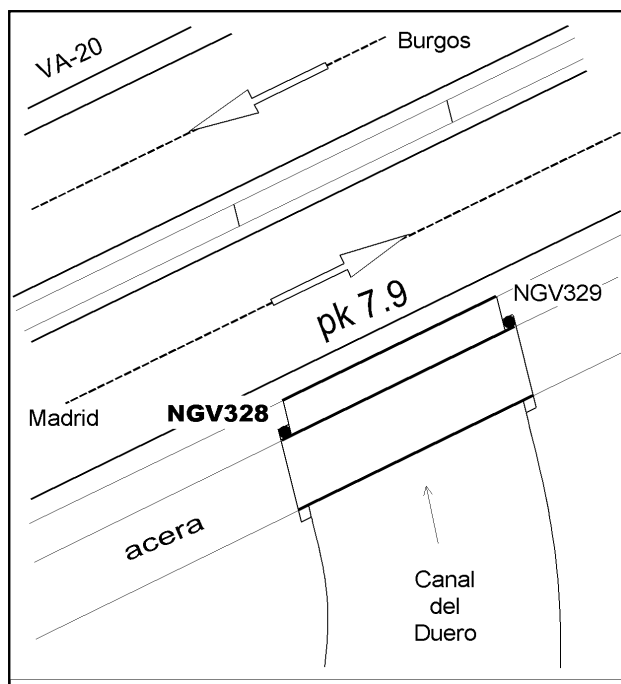 VA-20
Burgos
pk 7.9
NGV329
Madrid
NGV328
acera
Canal
del
Duero